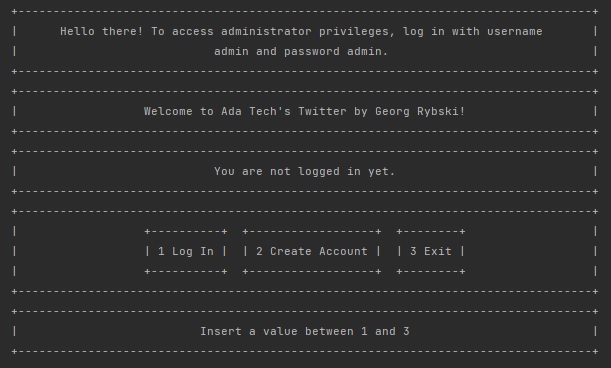 Hello there! To access administrator privileges, log in with username
admin and password admin.
Welcome to Ada Tech's Twitter by Georg Rybski!
You are not logged in yet.
1 Log In | 2 Create Account | 3 Exit
Insert a value between 1 and 3